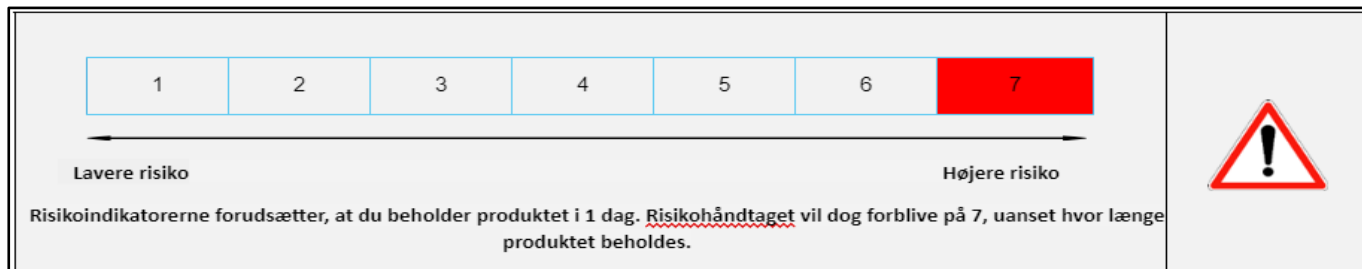 1 2 3 4 5 6 7
Lavere risiko Højere risiko
Risikoindikatorerne forudsætter, at du beholder produktet i 1 dag. Risikohåndtaget vil dog forblive på 7, uanset hvor længe
produktet beholdes.